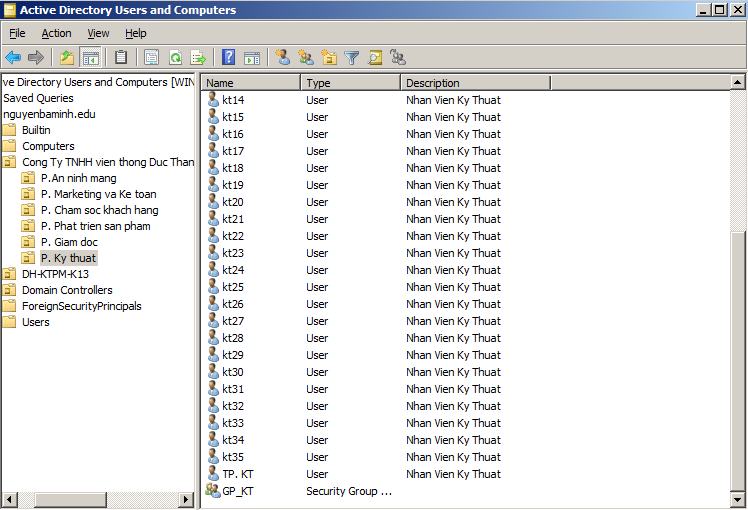 Active Directory Users and Computers
File Action View Help
ve Directory Users and Computers [WIN
Saved Queries
nguyenbaminh.edu
Builtin
Computers
Cong Ty TNHH vien thong Duc Than
P.An ninh mang
P. Marketing va Ke toan
P. Cham soc khach hang
P. Phat trien san pham
P. Giam doc
P. Ky thuat
DH-KTPM-K13
Domain Controllers
ForeignSecurityPrincipals
Users
Name Type Description
kt14 User Nhan Vien Ky Thuat
kt15 User Nhan Vien Ky Thuat
kt16 User Nhan Vien Ky Thuat
kt17 User Nhan Vien Ky Thuat
kt18 User Nhan Vien Ky Thuat
kt19 User Nhan Vien Ky Thuat
kt20 User Nhan Vien Ky Thuat
kt21 User Nhan Vien Ky Thuat
kt22 User Nhan Vien Ky Thuat
kt23 User Nhan Vien Ky Thuat
kt24 User Nhan Vien Ky Thuat
kt25 User Nhan Vien Ky Thuat
kt26 User Nhan Vien Ky Thuat
kt27 User Nhan Vien Ky Thuat
kt28 User Nhan Vien Ky Thuat
kt29 User Nhan Vien Ky Thuat
kt30 User Nhan Vien Ky Thuat
kt31 User Nhan Vien Ky Thuat
kt32 User Nhan Vien Ky Thuat
kt33 User Nhan Vien Ky Thuat
kt34 User Nhan Vien Ky Thuat
kt35 User Nhan Vien Ky Thuat
TP. KT User Nhan Vien Ky Thuat
GP_KT Security Group ...